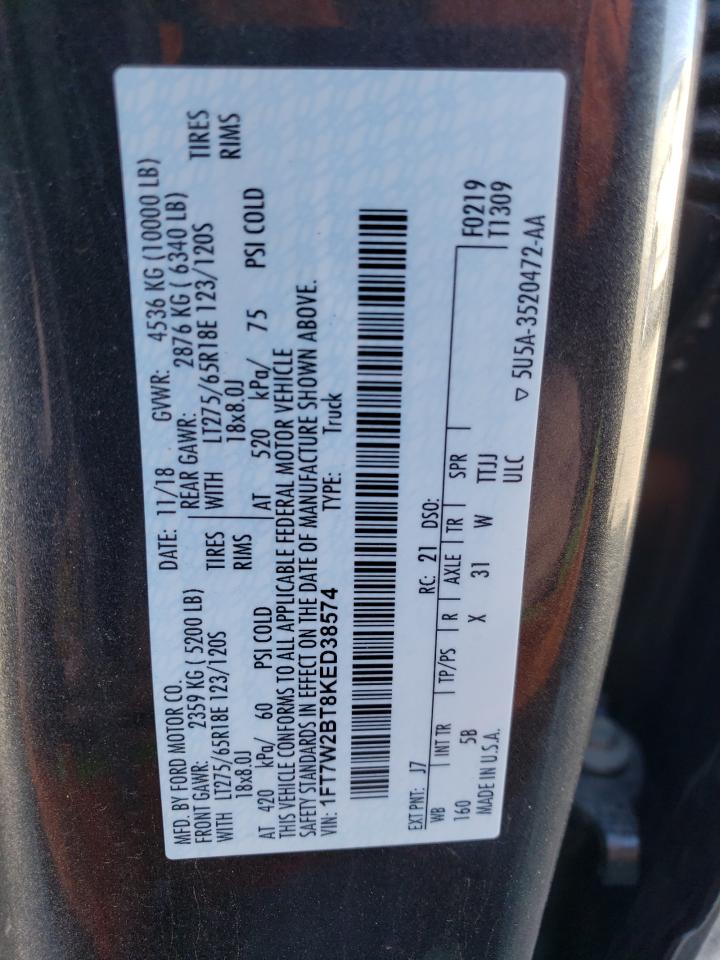 MFD. BY FORD MOTOR CO. DATE: 11/18 GVWR: 4536 KG (10000 LB)
FRONT GAWR: 2359 KG ( 5200 LB) REAR GAWR: 2876 KG ( 6340 LB)
WITH LT275/65R18E 123/120S TIRES WITH LT275/65R18E 123/120S TIRES
18x8.0J RIMS 18x8.0J RIMS
AT 420 kPa/ 60 PSI COLD AT 520 kPa/ 75 PSI COLD
THIS VEHICLE CONFORMS TO ALL APPLICABLE FEDERAL MOTOR VEHICLE
SAFETY STANDARDS IN EFFECT ON THE DATE OF MANUFACTURE SHOWN ABOVE.
VIN: 1FT7W2BT8KED38574 TYPE: Truck
EXT PNT: J7 RC: 21 DSO: F0219
WB INT TR TP/PS R AXLE TR SPR T1309
160 5B X 31 W TTJJ
MADE IN U.S.A. ULC ▽ 5U5A-3520472-AA